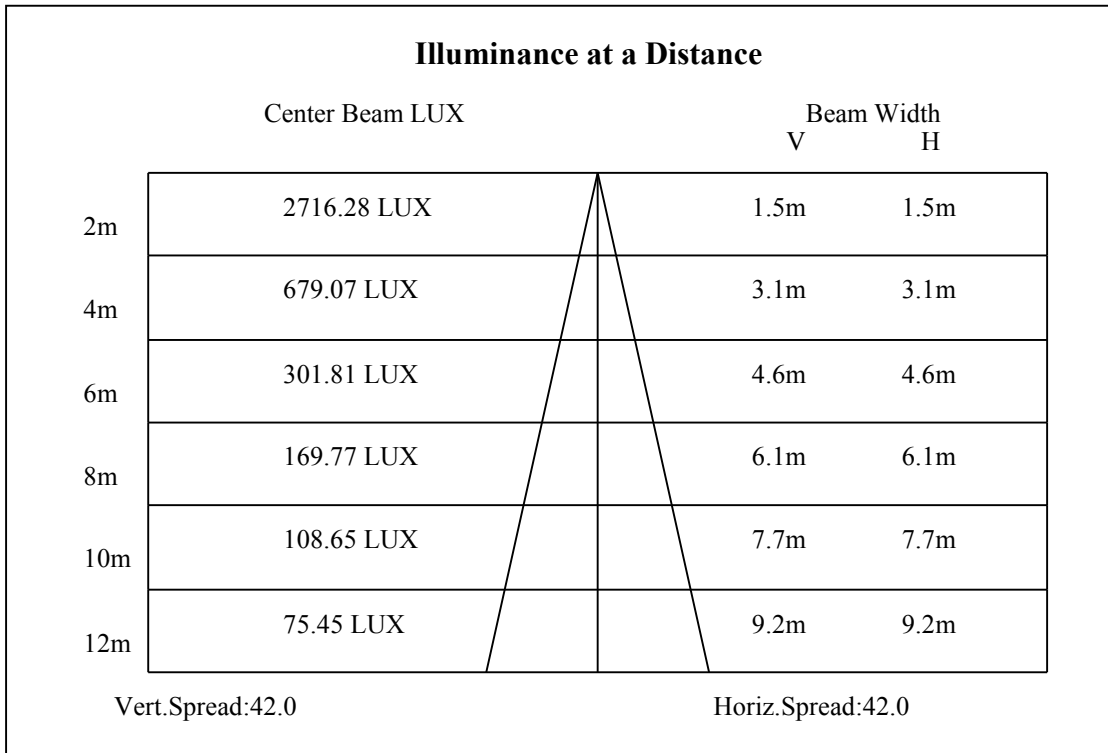 Illuminance at a Distance
Center Beam LUX Beam Width
V H
2m 2716.28 LUX 1.5m 1.5m
4m 679.07 LUX 3.1m 3.1m
6m 301.81 LUX 4.6m 4.6m
8m 169.77 LUX 6.1m 6.1m
10m 108.65 LUX 7.7m 7.7m
12m 75.45 LUX 9.2m 9.2m
Vert.Spread:42.0 Horiz.Spread:42.0